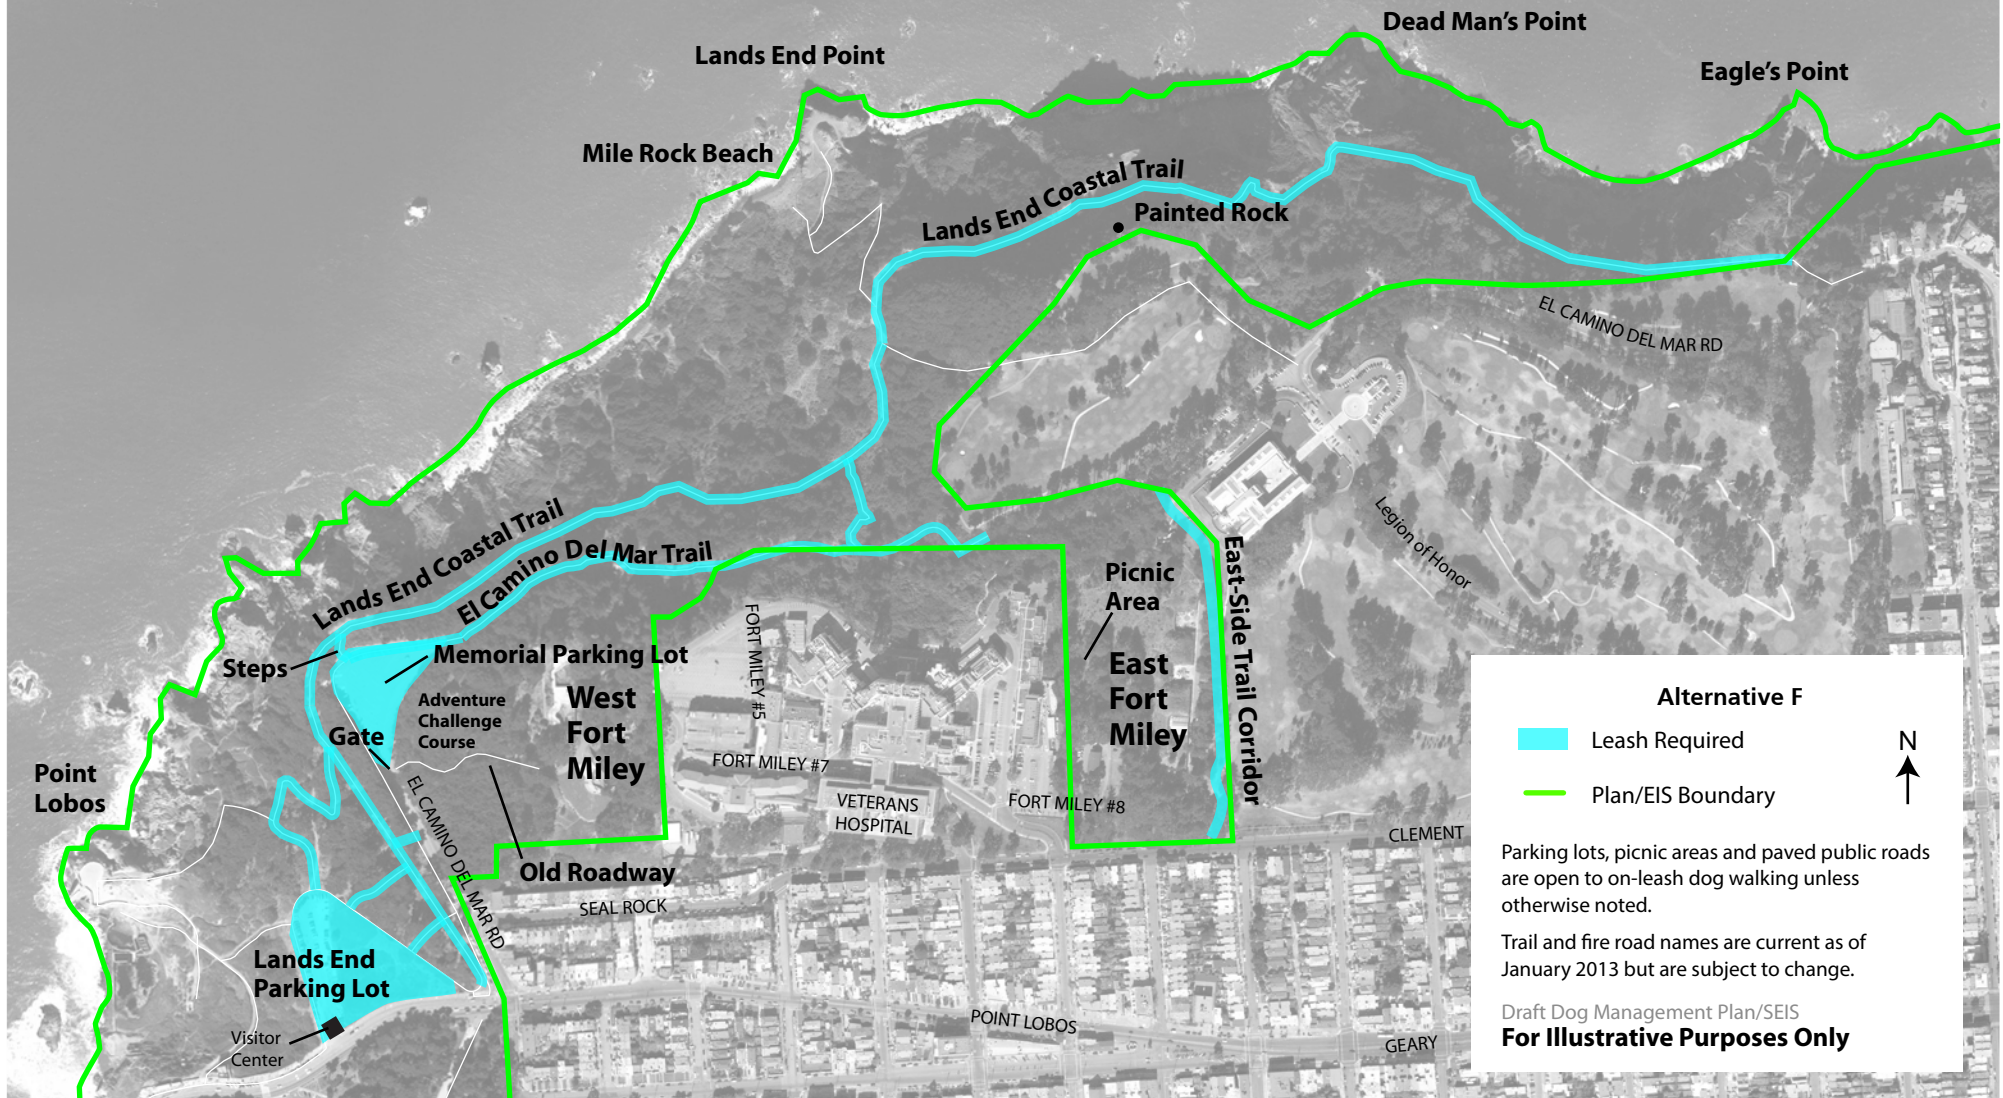 Dead Man's Point
Lands End Point
Eagle's Point
Mile Rock Beach
Lands End Coastal Trail
Painted Rock
EL CAMINO DEL MAR RD
Legion of Honor
Lands End Coastal Trail
El Camino Del Mar Trail
Picnic
Area
East-Side Trail Corridor
FORT MILEY #5
Steps
Memorial Parking Lot
Adventure
Challenge
Course
West
Fort
Miley
East
Fort
Miley
Gate
FORT MILEY #7
Point
Lobos
EL CAMINO DEL MAR RD
VETERANS
HOSPITAL
FORT MILEY #8
CLEMENT
Old Roadway
SEAL ROCK
Lands End
Parking Lot
Visitor
Center
POINT LOBOS
GEARY
Alternative F
Leash Required
N
Plan/EIS Boundary
Parking lots, picnic areas and paved public roads
are open to on-leash dog walking unless
otherwise noted.
Trail and fire road names are current as of
January 2013 but are subject to change.
Draft Dog Management Plan/SEIS
For Illustrative Purposes Only